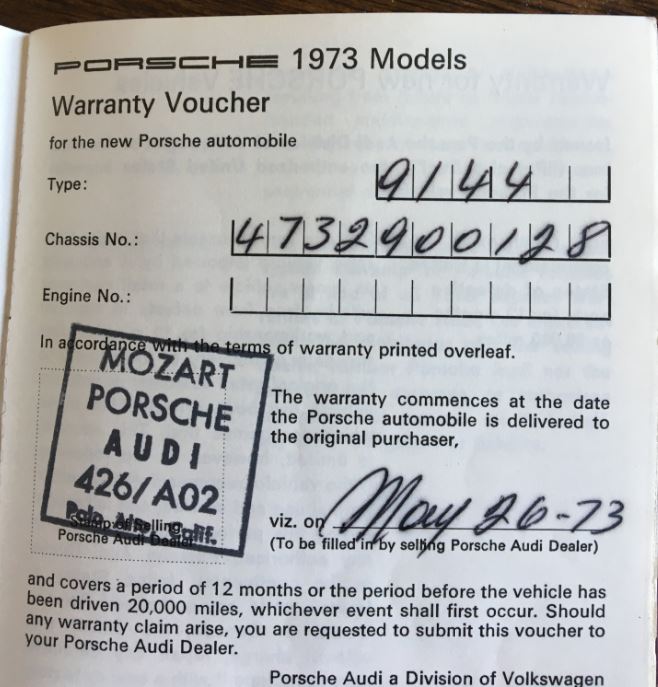 PORSCHE 1973 Models
Warranty Voucher
for the new Porsche automobile
Type: 9144
Chassis No.: 4732900128
Engine No.:
In accordance with the terms of warranty printed overleaf.
MOZART
PORSCHE
AUDI
426/A02
Palo Calif.
Stamp of Selling
Porsche Audi Dealer
The warranty commences at the date
the Porsche automobile is delivered to
the original purchaser,
viz. on May 26-73
(To be filled in by selling Porsche Audi Dealer)
and covers a period of 12 months or the period before the vehicle has
been driven 20,000 miles, whichever event shall first occur. Should
any warranty claim arise, you are requested to submit this voucher to
your Porsche Audi Dealer.
Porsche Audi a Division of Volkswagen